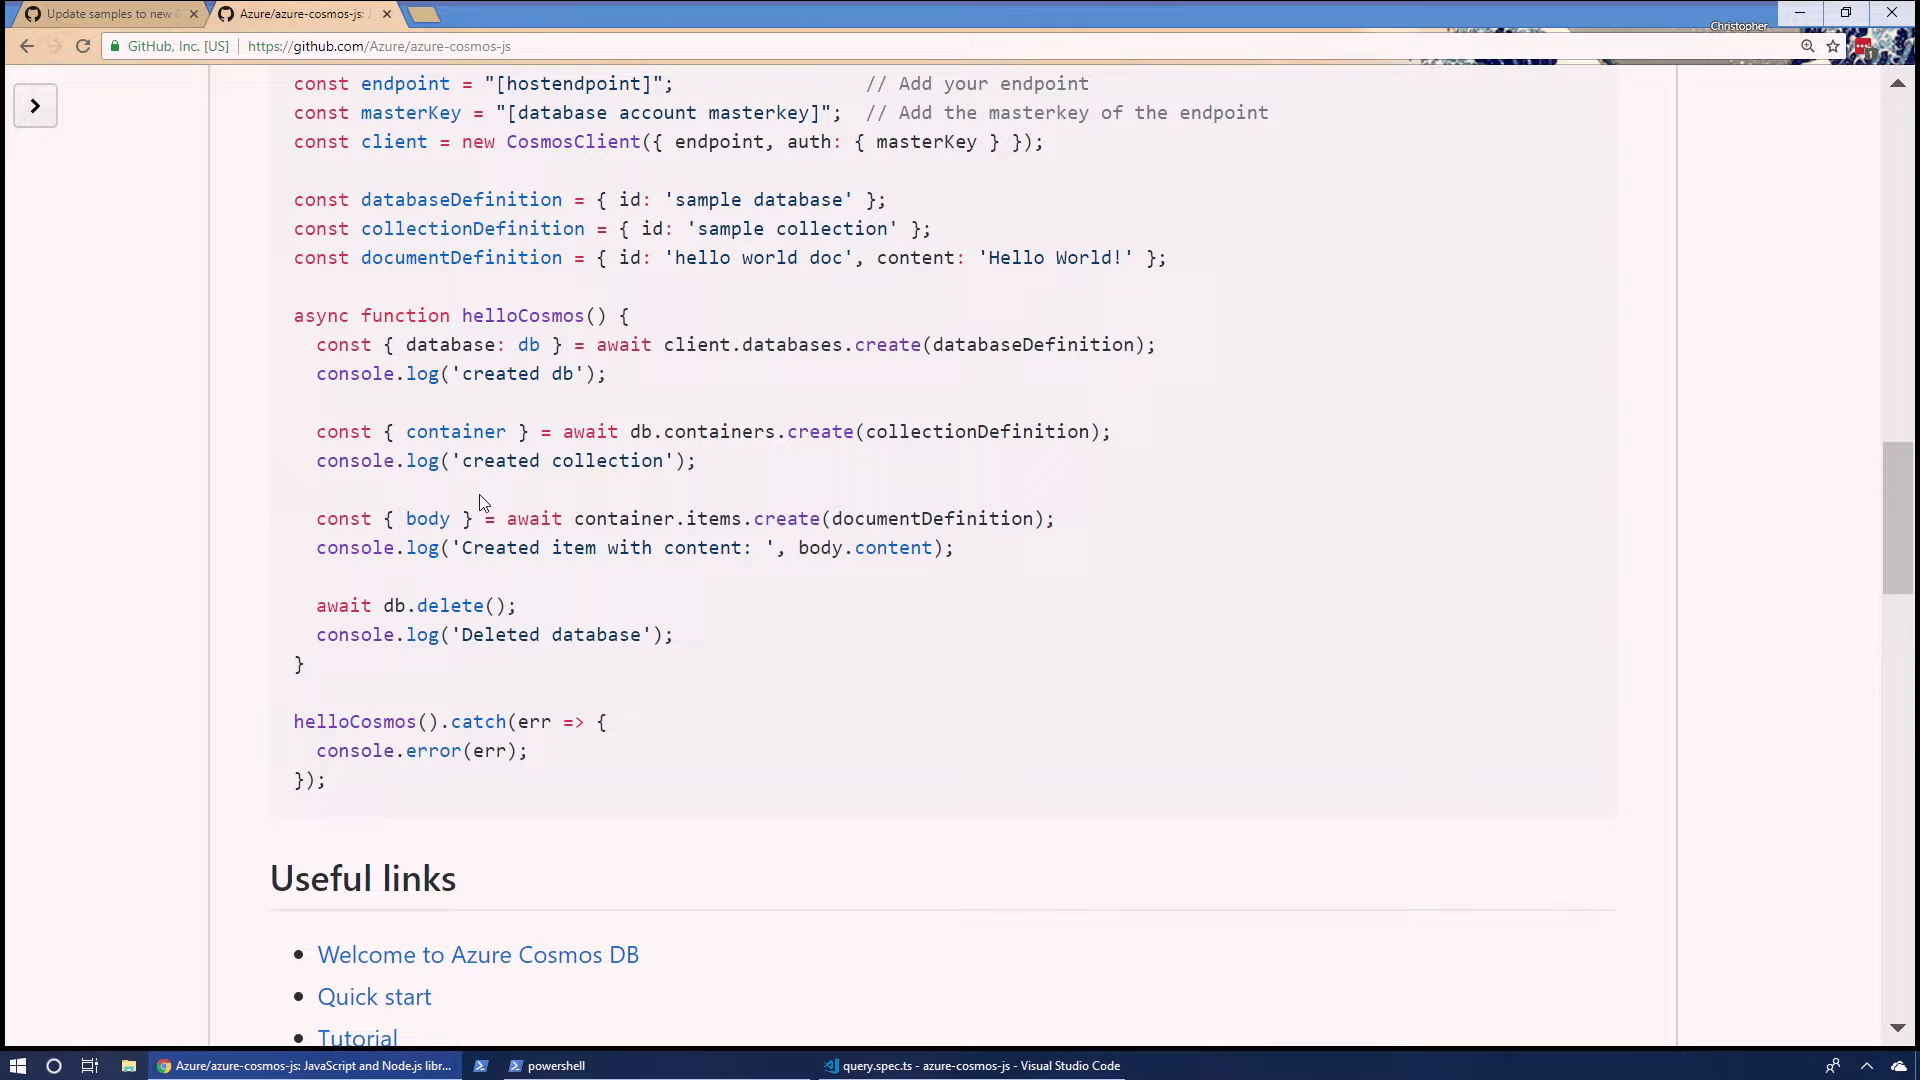 Update samples to new
Azure/azure-cosmos-js: J
Christopher
GitHub, Inc. [US]
https://github.com/Azure/azure-cosmos-js
const endpoint = "[hostendpoint]"; // Add your endpoint
const masterKey = "[database account masterkey]"; // Add the masterkey of the endpoint
const client = new CosmosClient({ endpoint, auth: { masterKey } });
const databaseDefinition = { id: 'sample database' };
const collectionDefinition = { id: 'sample collection' };
const documentDefinition = { id: 'hello world doc', content: 'Hello World!' };
async function helloCosmos() {
const { database: db } = await client.databases.create(databaseDefinition);
console.log('created db');
const { container } = await db.containers.create(collectionDefinition);
console.log('created collection');
const { body } = await container.items.create(documentDefinition);
console.log('Created item with content: ', body.content);
await db.delete();
console.log('Deleted database');
}
helloCosmos().catch(err => {
console.error(err);
});
Useful links
Welcome to Azure Cosmos DB
Quick start
Tutorial
Azure/azure-cosmos-js: JavaScript and Node.js libr...
powershell
query.spec.ts - azure-cosmos-js - Visual Studio Code